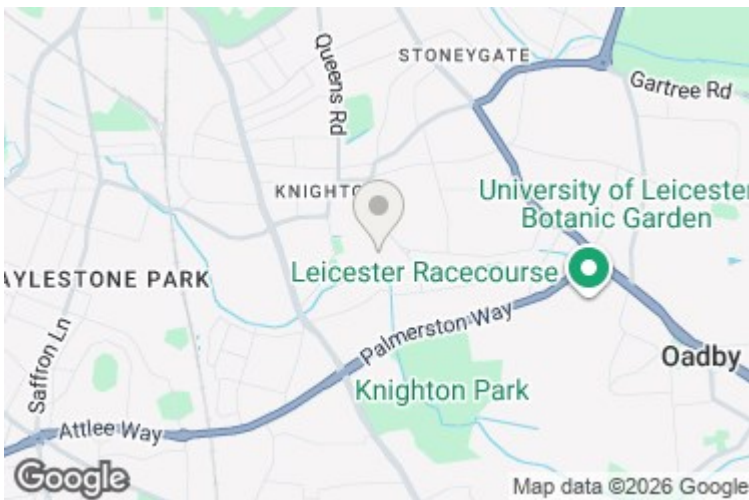 STONEYGATE
Queens Rd
Gartree Rd
KNIGHTO
University of Leicester
Botanic Garden
AYLESTONE PARK
Leicester Racecourse
Saffron Ln
Palmerston Way
Oadby
Knighton Park
Attlee Way
Google
Map data ©2026 Google